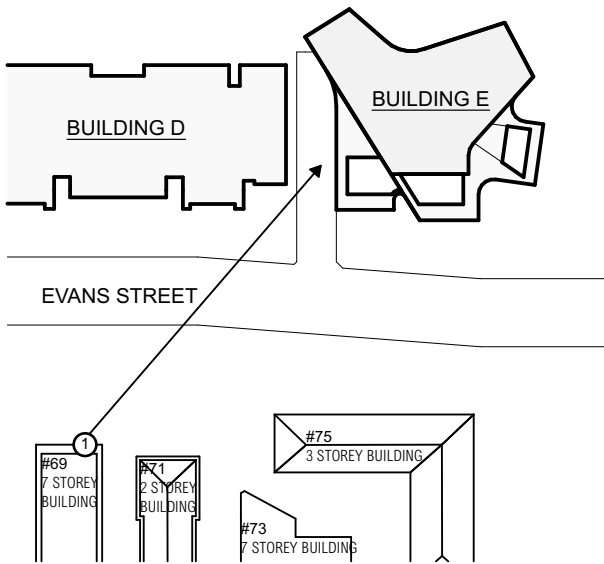 BUILDING D
BUILDING E
EVANS STREET
1
#69
7 STOREY
BUILDING
#71
2 STOREY
BUILDING
#73
7 STOREY BUILDING
#75
3 STOREY BUILDING